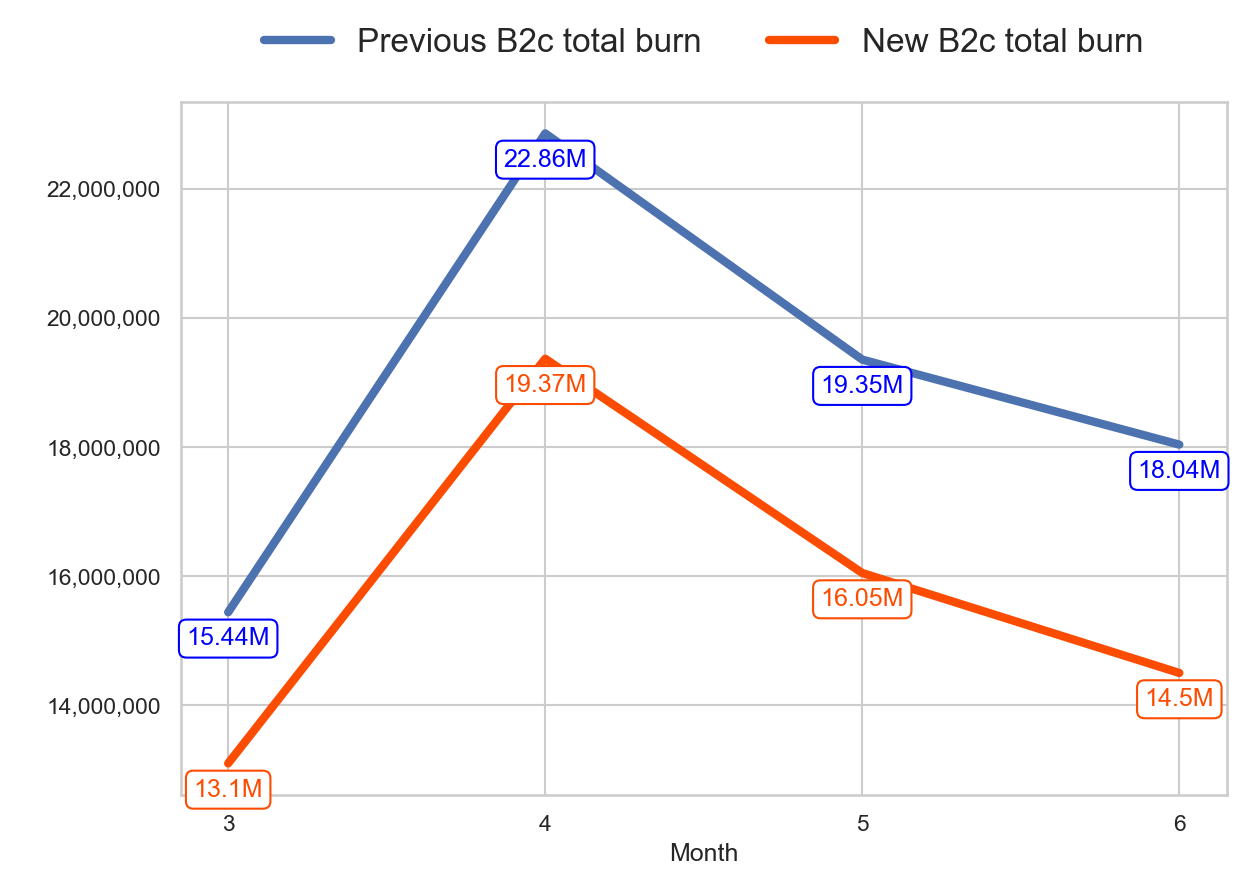 Previous B2c total burn New B2c total burn
22.86M
22,000,000
20,000,000
19.37M
19.35M
18,000,000
18.04M
16,000,000
16.05M
15.44M
14,000,000
14.5M
13.1M
3 4 5 6
Month